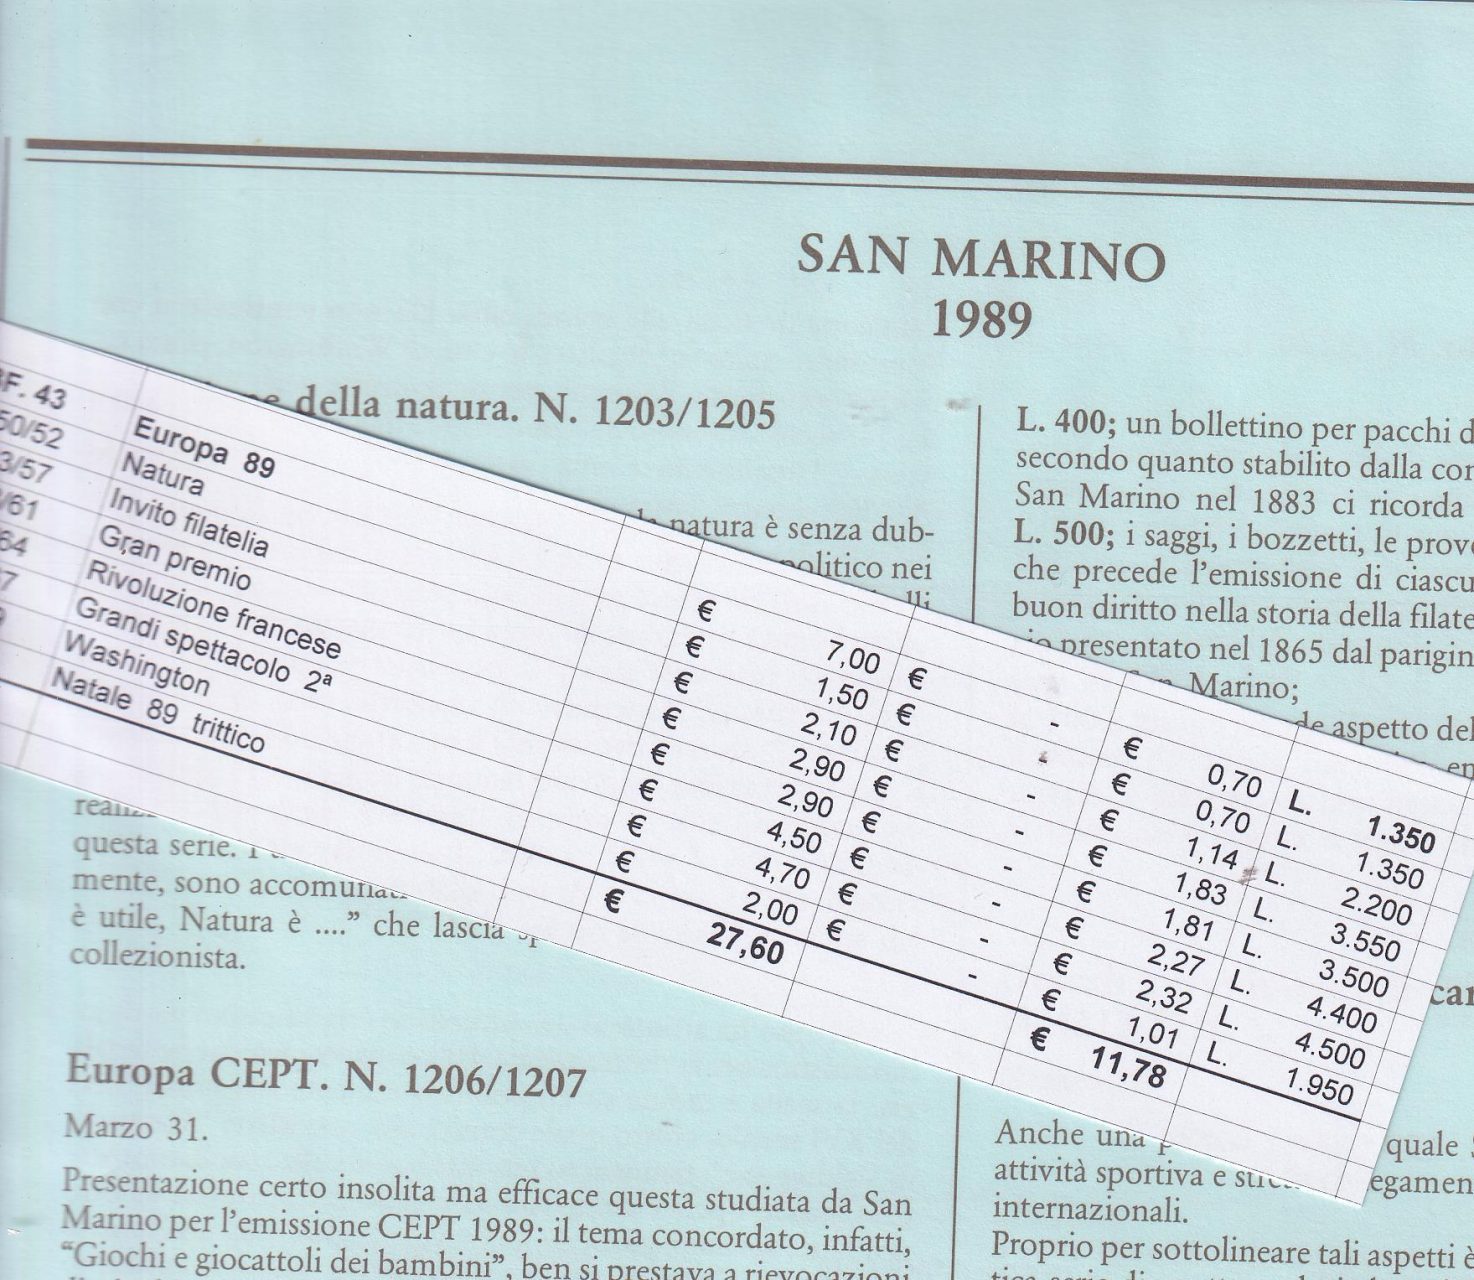 SAN MARINO
1989
della natura. N. 1203/1205
natura è senza dub-
politico nei
F. 43 Europa 89 € 7,00 € - € 0,70 L. 1.350
50/52 Natura € 1,50 € - € 0,70 L. 1.350
3/57 Invito filatelia € 2,10 € - € 1,14 L. 2.200
/61 Gran premio € 2,90 € - € 1,83 L. 3.550
64 Rivoluzione francese € 2,90 € - € 1,81 L. 3.500
7 Grandi spettacolo 2ª € 4,50 € - € 2,27 L. 4.400
Washington € 4,70 € - € 2,32 L. 4.500
Natale 89 trittico € 2,00 € - € 1,01 L. 1.950
€ 27,60 € 11,78
questa serie.
mente, sono
è utile, Natura è ....” che lascia
collezionista.
Europa CEPT. N. 1206/1207
Marzo 31.
Presentazione certo insolita ma efficace questa studiata da San
Marino per l’emissione CEPT 1989: il tema concordato, infatti,
“Giochi e giocattoli dei bambini”, ben si prestava a rievocazioni
L. 400; un bollettino per pacchi d
secondo quanto stabilito dalla con
San Marino nel 1883 ci ricorda
L. 500; i saggi, i bozzetti, le prove
che precede l’emissione di ciascu
buon diritto nella storia della filate
presentato nel 1865 dal parigin
Marino;
de aspetto del
car
Anche una quale
attività sportiva e
internazionali.
Proprio per sottolineare tali aspetti è